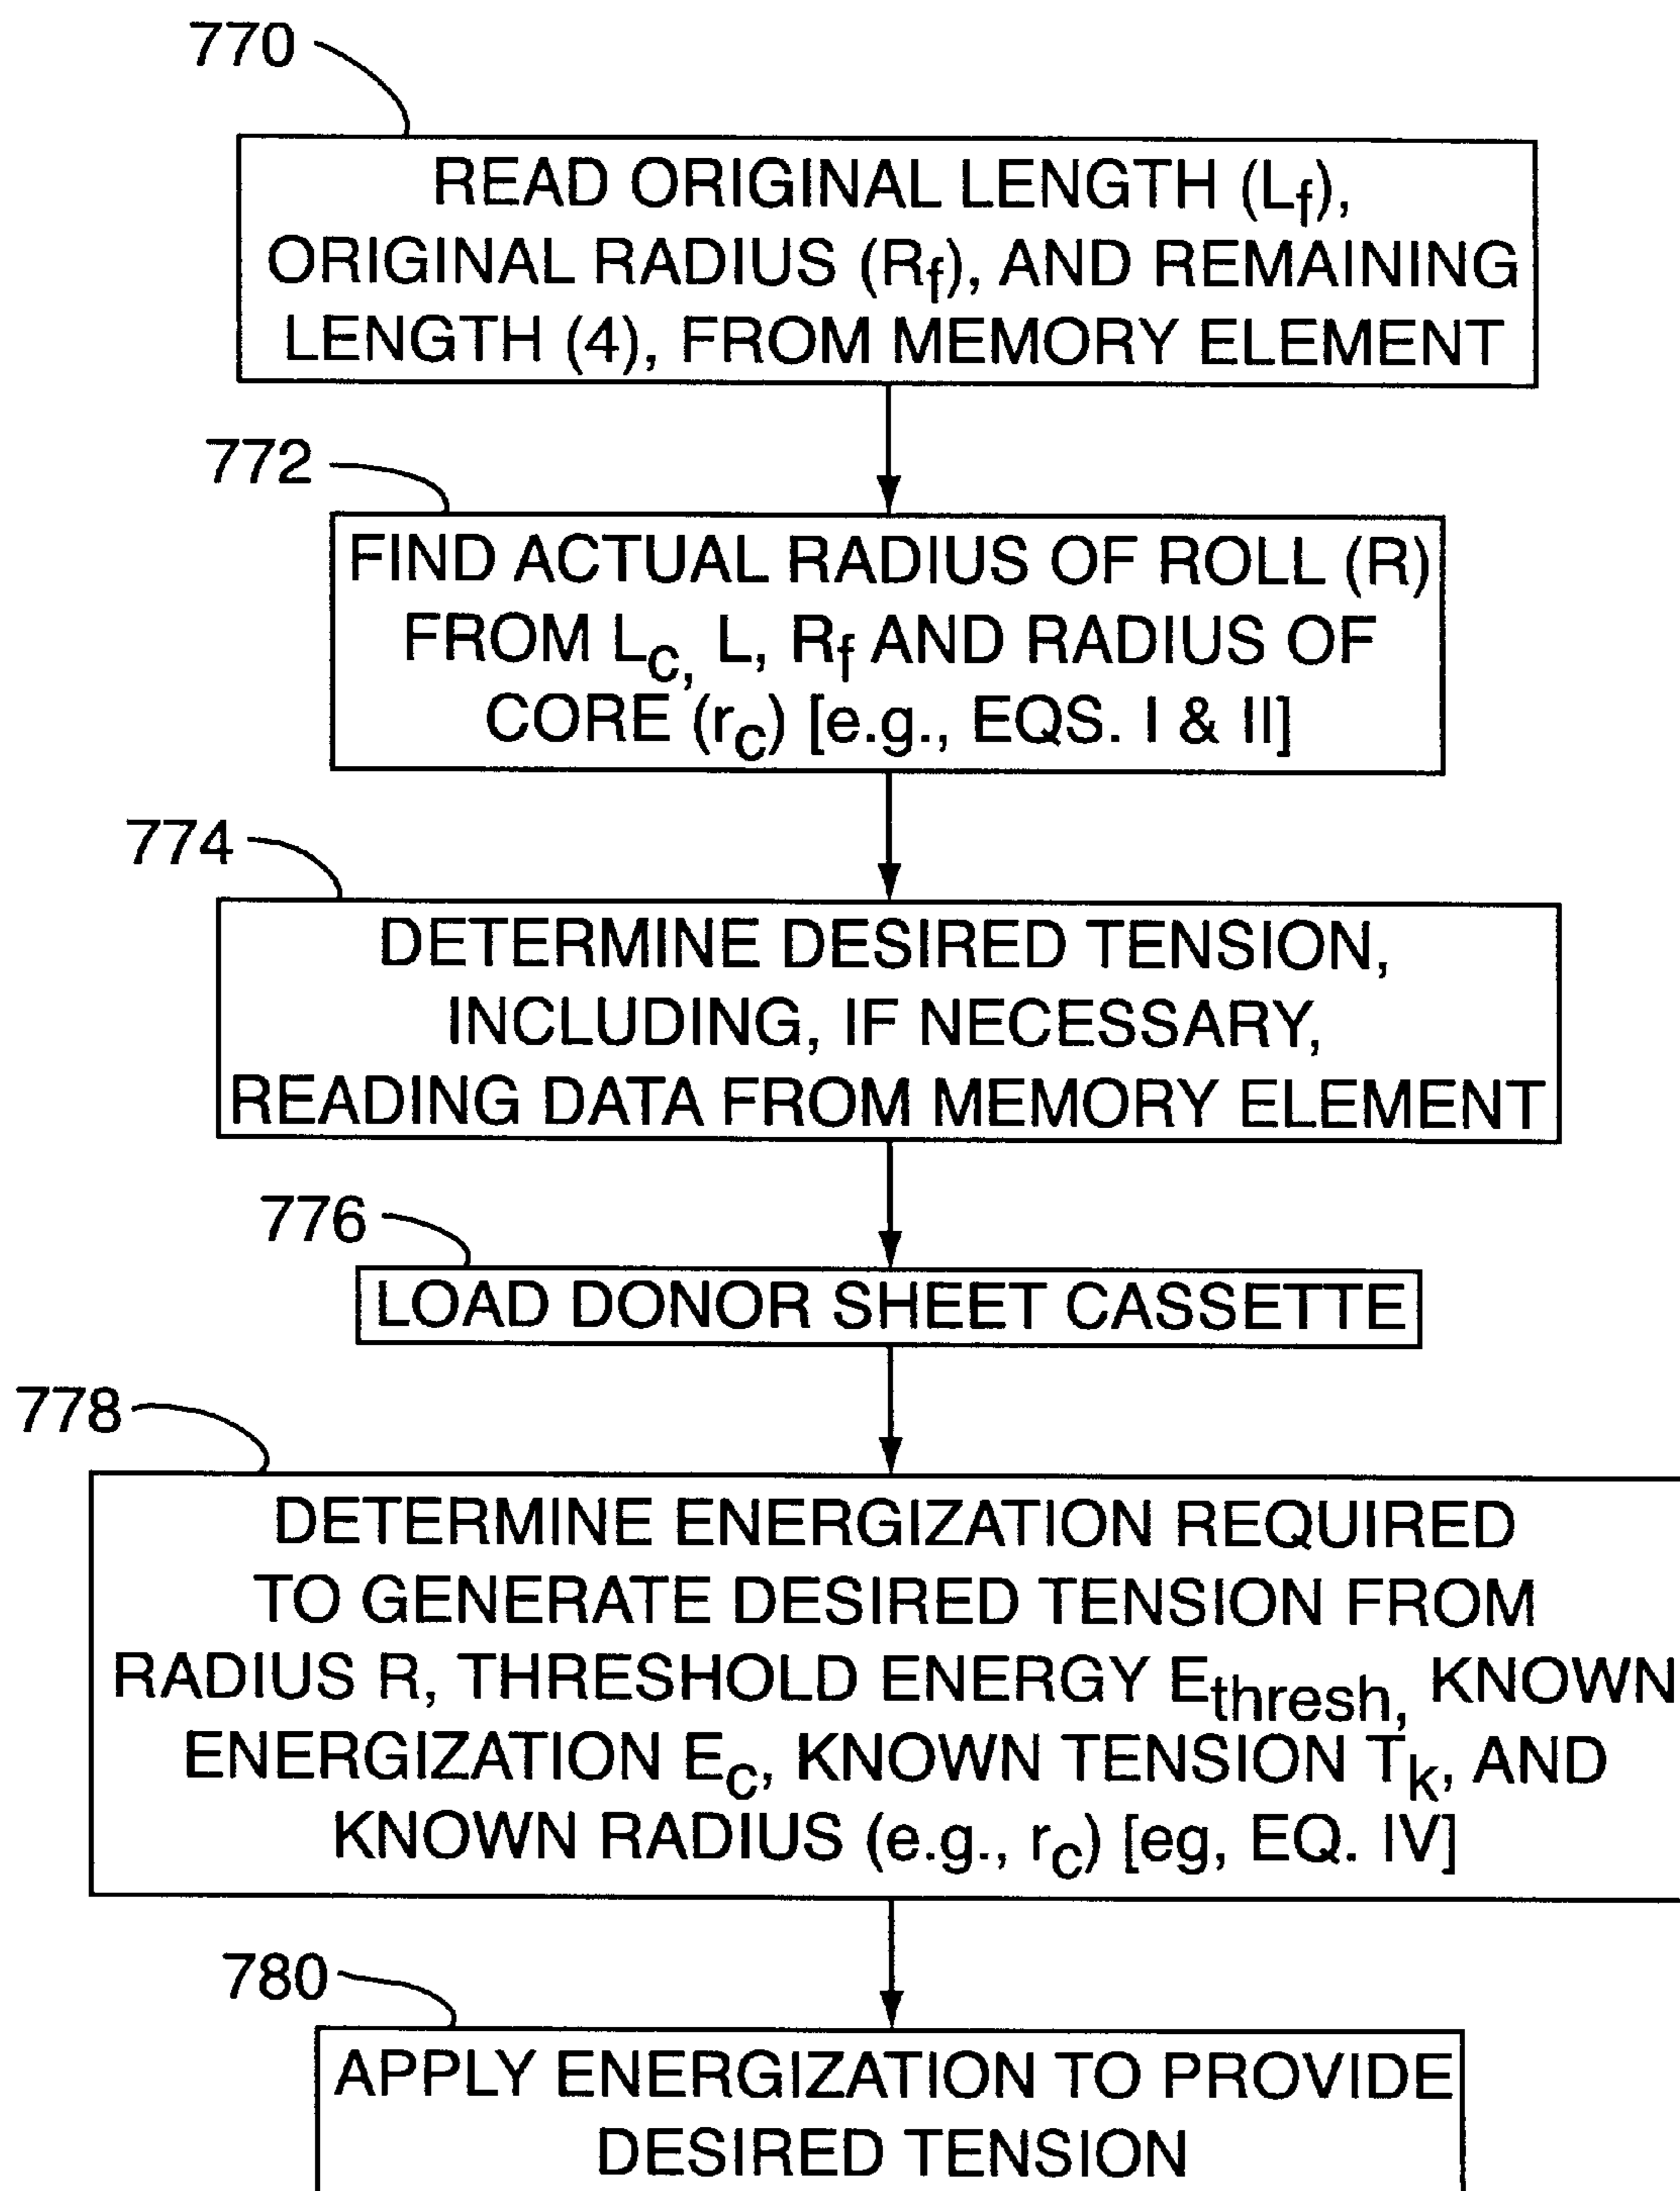 770
READ ORIGINAL LENGTH (Lf),
ORIGINAL RADIUS (Rf), AND REMAINING
LENGTH (4), FROM MEMORY ELEMENT
772
FIND ACTUAL RADIUS OF ROLL (R)
FROM Lc, L, Rf AND RADIUS OF
CORE (rc) [e.g., EQS. I & II]
774
DETERMINE DESIRED TENSION,
INCLUDING, IF NECESSARY,
READING DATA FROM MEMORY ELEMENT
776
LOAD DONOR SHEET CASSETTE
778
DETERMINE ENERGIZATION REQUIRED
TO GENERATE DESIRED TENSION FROM
RADIUS R, THRESHOLD ENERGY Ethresh, KNOWN
ENERGIZATION Ec, KNOWN TENSION Tk, AND
KNOWN RADIUS (e.g., rc) [eg, EQ. IV]
780
APPLY ENERGIZATION TO PROVIDE
DESIRED TENSION